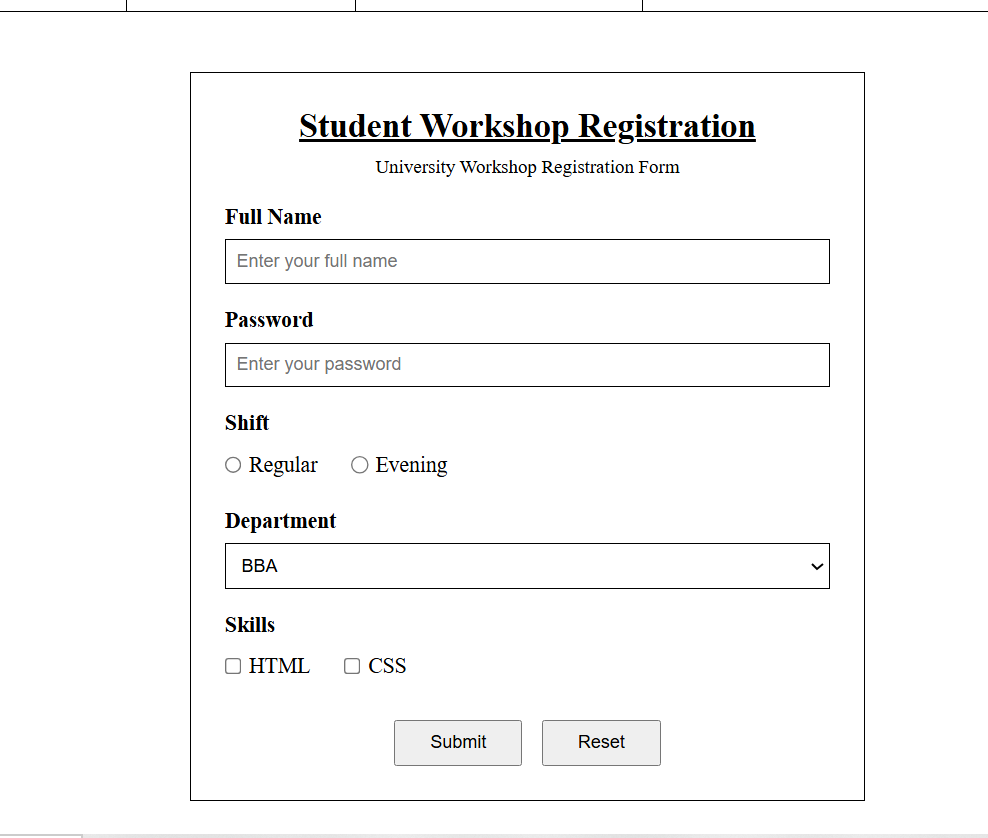 Student Workshop Registration
University Workshop Registration Form
Full Name
Enter your full name
Password
Enter your password
Shift
Regular Evening
Department
BBA
Skills
HTML CSS
Submit Reset